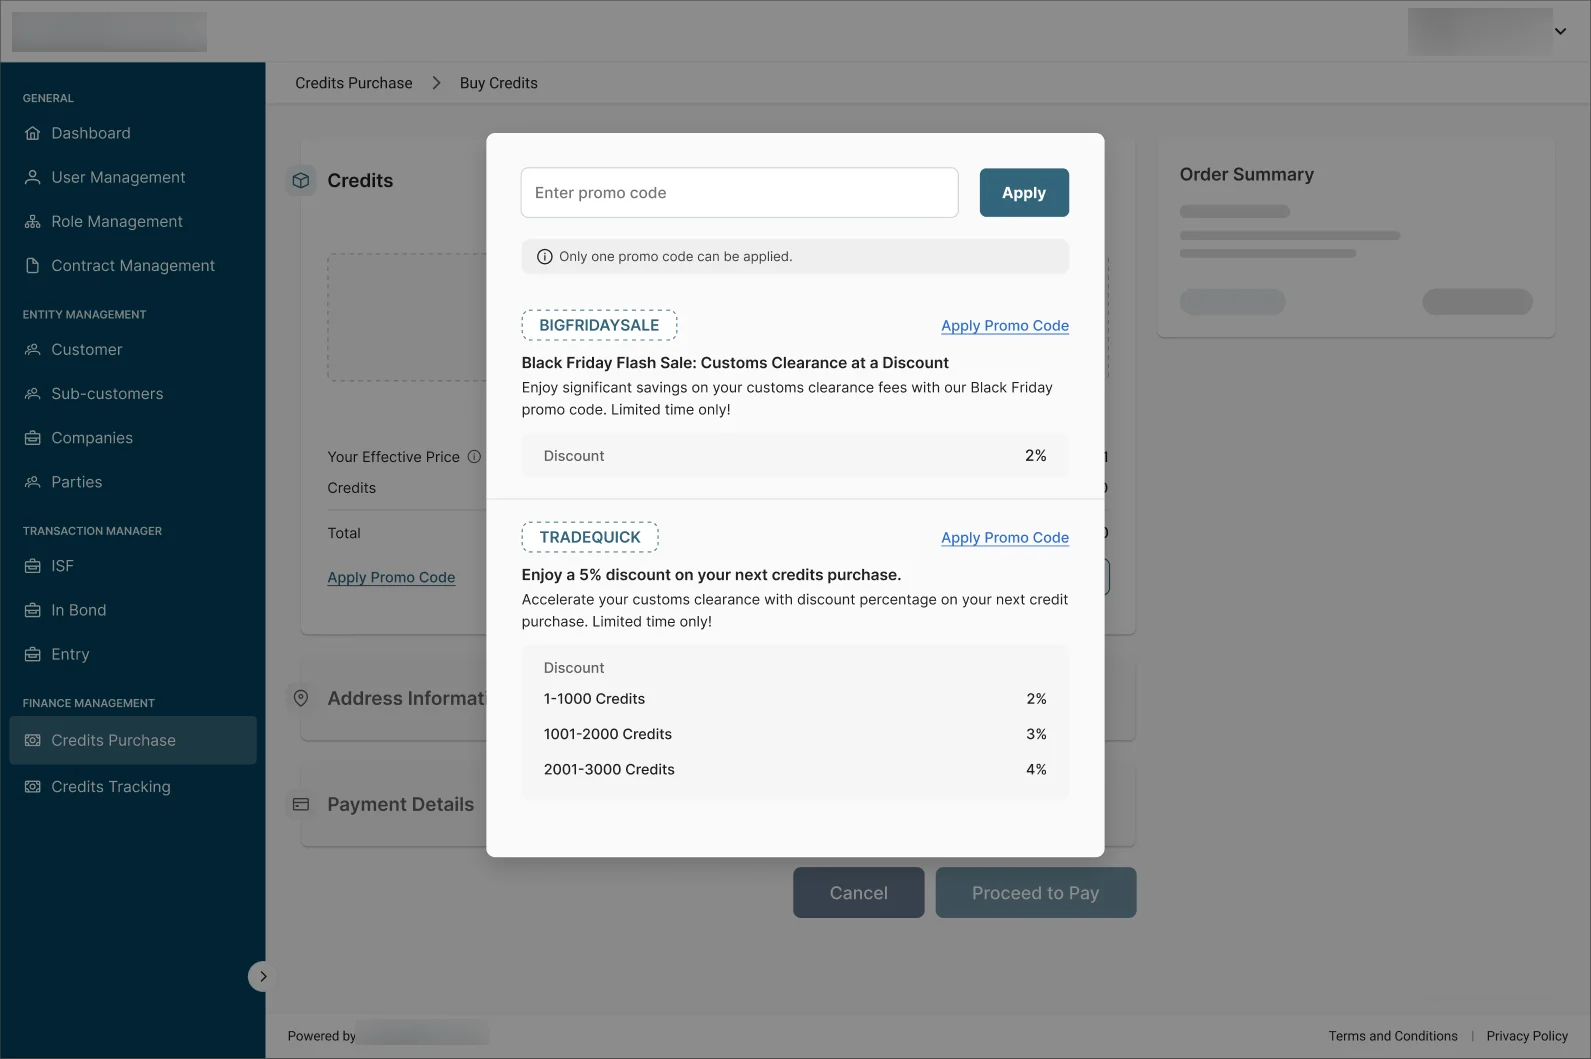 GENERAL
Dashboard
User Management
Role Management
Contract Management
ENTITY MANAGEMENT
Customer
Sub-customers
Companies
Parties
TRANSACTION MANAGER
ISF
In Bond
Entry
FINANCE MANAGEMENT
Credits Purchase
Credits Tracking
Credits Purchase
Buy Credits
Credits
Your Effective Price
Credits
Total
Apply Promo Code
Address Informati
Payment Details
Enter promo code
Apply
Only one promo code can be applied.
BIGFRIDAYSALE
Apply Promo Code
Black Friday Flash Sale: Customs Clearance at a Discount
Enjoy significant savings on your customs clearance fees with our Black Friday
promo code. Limited time only!
Discount 2%
TRADEQUICK
Apply Promo Code
Enjoy a 5% discount on your next credits purchase.
Accelerate your customs clearance with discount percentage on your next credit
purchase. Limited time only!
Discount
1-1000 Credits 2%
1001-2000 Credits 3%
2001-3000 Credits 4%
Order Summary
Cancel
Proceed to Pay
Powered by
Terms and Conditions | Privacy Policy